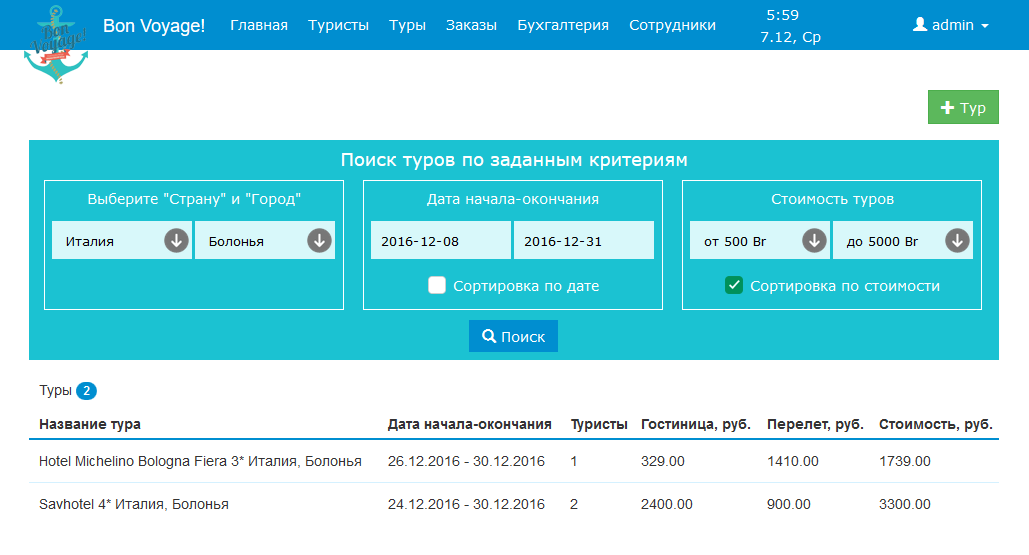 Bon Voyage!
Bon Voyage! Главная Туристы Туры Заказы Бухгалтерия Сотрудники 5:59 admin
7.12, Ср
Тур
Поиск туров по заданным критериям
Выберите "Страну" и "Город" Дата начала-окончания Стоимость туров
Италия Болонья 2016-12-08 2016-12-31 от 500 Br до 5000 Br
Сортировка по дате Сортировка по стоимости
Поиск
Туры 2
Название тура Дата начала-окончания Туристы Гостиница, руб. Перелет, руб. Стоимость, руб.
Hotel Michelino Bologna Fiera 3* Италия, Болонья 26.12.2016 - 30.12.2016 1 329.00 1410.00 1739.00
Savhotel 4* Италия, Болонья 24.12.2016 - 30.12.2016 2 2400.00 900.00 3300.00